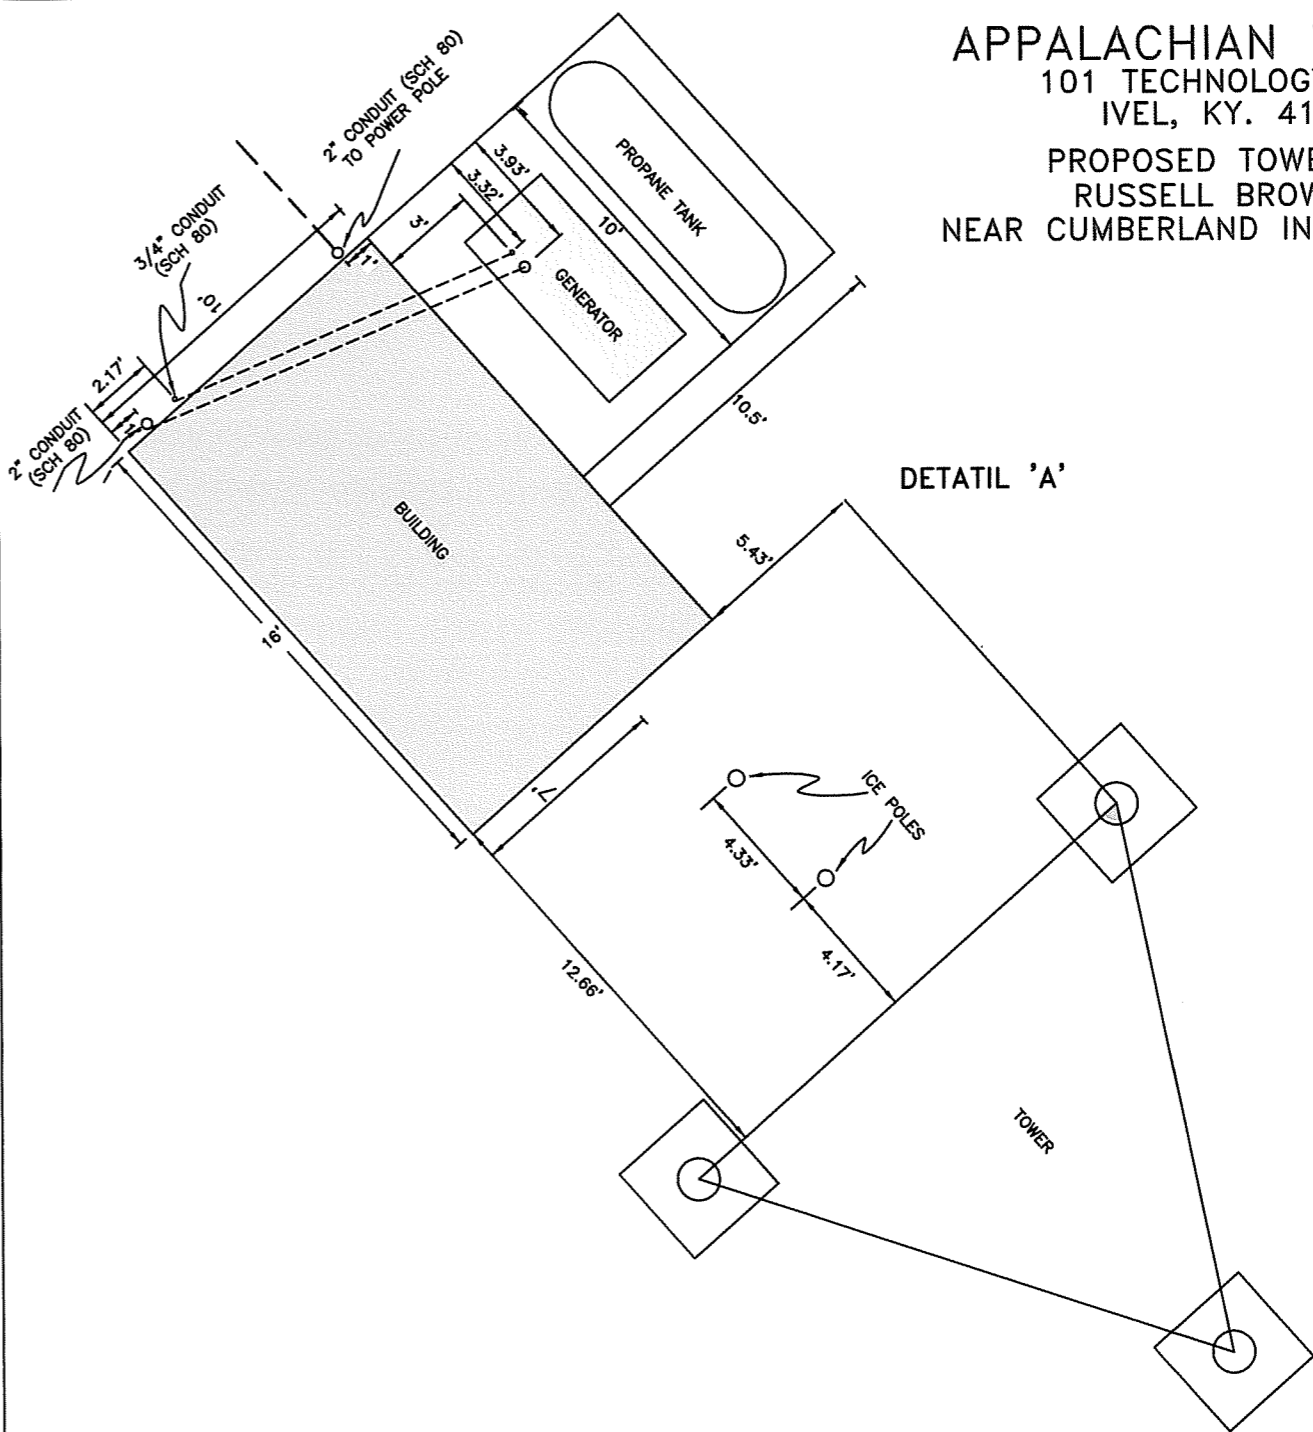 APPALACHIAN
101 TECHNOLOGY
IVEL, KY. 41
PROPOSED TOWE
RUSSELL BROW
NEAR CUMBERLAND IN
2" CONDUIT (SCH 80)
TO POWER POLE
3/4" CONDUIT
(SCH 80)
2" CONDUIT
(SCH 80)
PROPANE TANK
3.93'
3.32'
3'
10'
GENERATOR
1'
10'
2.17'
1'
10.5'
DETATIL 'A'
BUILDING
5.43'
16'
7'
ICE POLES
4.33'
4.17'
12.66'
TOWER